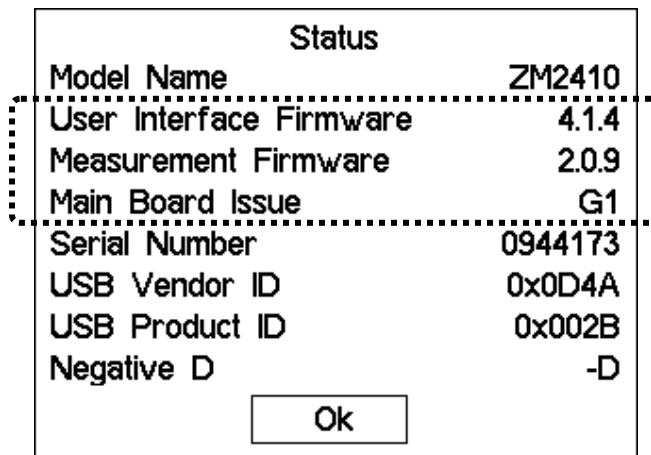 Status
Model Name ZM2410
User Interface Firmware 4.1.4
Measurement Firmware 2.0.9
Main Board Issue G1
Serial Number 0944173
USB Vendor ID 0x0D4A
USB Product ID 0x002B
Negative D -D
Ok